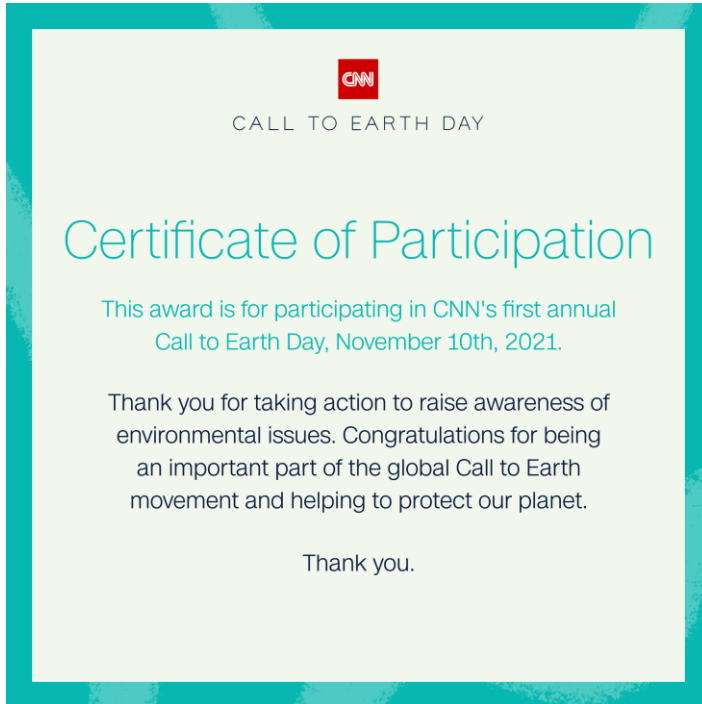 CNN
CALL TO EARTH DAY
Certificate of Participation
This award is for participating in CNN's first annual
Call to Earth Day, November 10th, 2021.
Thank you for taking action to raise awareness of
environmental issues. Congratulations for being
an important part of the global Call to Earth
movement and helping to protect our planet.
Thank you.